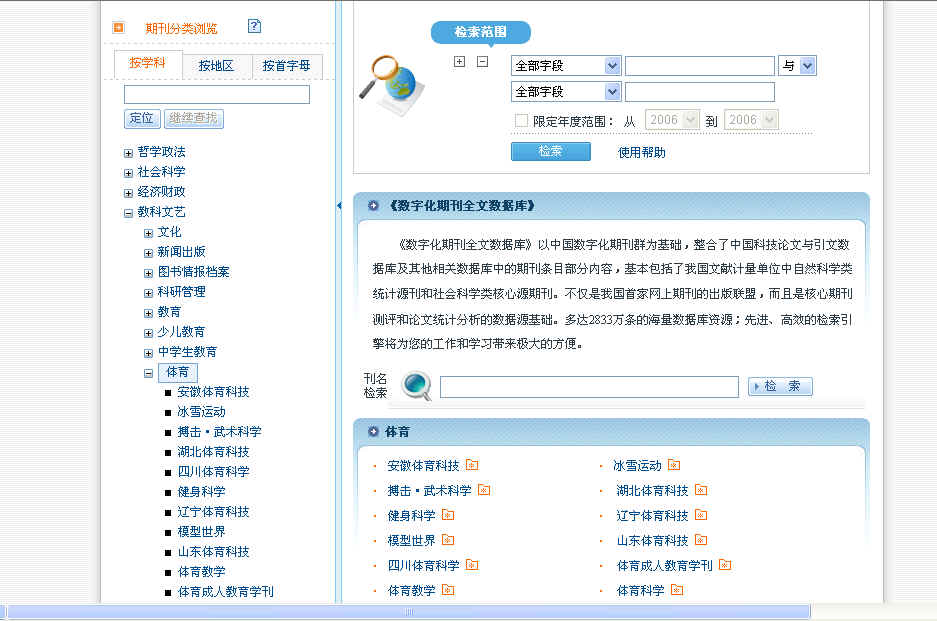 期刊分类浏览
?
按学科
按地区
按首字母
定位
继续查找
哲学政法
社会科学
经济财政
教科文艺
文化
新闻出版
图书情报档案
科研管理
教育
少儿教育
中学生教育
体育
安徽体育科技
冰雪运动
搏击·武术科学
湖北体育科技
四川体育科学
健身科学
辽宁体育科技
模型世界
山东体育科技
体育教学
体育成人教育学刊
检索范围
全部字段
与
全部字段
限定年度范围： 从 2006 到 2006
检索
使用帮助
《数字化期刊全文数据库》
《数字化期刊全文数据库》以中国数字化期刊群为基础，整合了中国科技论文与引文数
据库及其他相关数据库中的期刊条目部分内容，基本包括了我国文献计量单位中自然科学类
统计源刊和社会科学类核心源期刊。不仅是我国首家网上期刊的出版联盟，而且是核心期刊
测评和论文统计分析的数据源基础。多达2833万条的海量数据库资源；先进、高效的检索引
擎将为您的工作和学习带来极大的方便。
刊名
检索
检 索
体育
安徽体育科技
冰雪运动
搏击·武术科学
湖北体育科技
健身科学
辽宁体育科技
模型世界
山东体育科技
四川体育科学
体育成人教育学刊
体育教学
体育科学